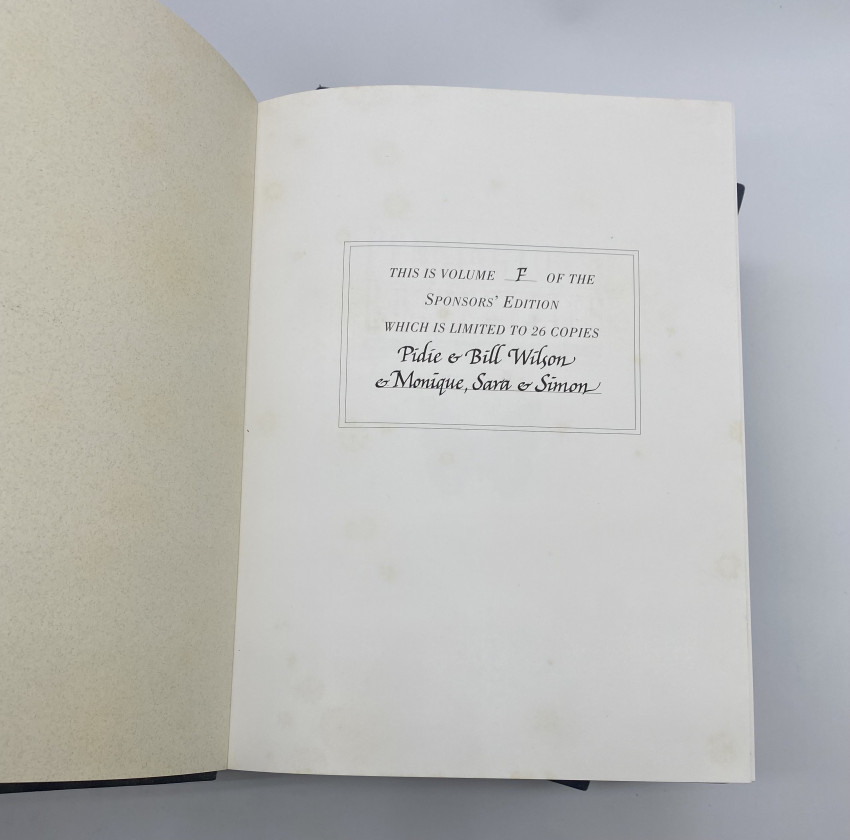 THIS IS VOLUME F OF THE
SPONSORS' EDITION
WHICH IS LIMITED TO 26 COPIES
Pidie & Bill Wilson
& Monique, Sara & Simon